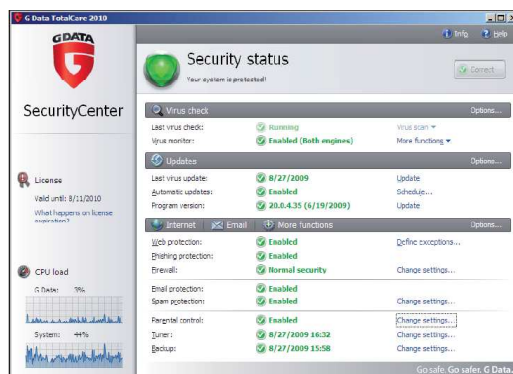 G Data TotalCare 2010
Info Help
G DATA
SecurityCenter
Security status
Your system is protected!
Correct
Virus check Options...
Last virus check: Running Virus scan
Virus monitor: Enabled (Both engines) More functions
Updates Options...
Last virus update: 8/27/2009 Update
Automatic updates: Enabled Schedule...
Program version: 20.0.4.35 (6/19/2009) Update
Internet Email More functions Options...
Web protection: Enabled Define exceptions...
Phishing protection: Enabled
Firewall: Normal security Change settings...
Email protection: Enabled
Spam protection: Enabled Change settings...
Parental control: Enabled Change settings...
Tuner: 8/27/2009 16:32 Change settings...
Backup: 8/27/2009 15:58 Change settings...
License
Valid until: 8/11/2010
What happens on license
expiration?
CPU load
G Data: 3%
System: 44%
Go safe. Go safer. G Data.